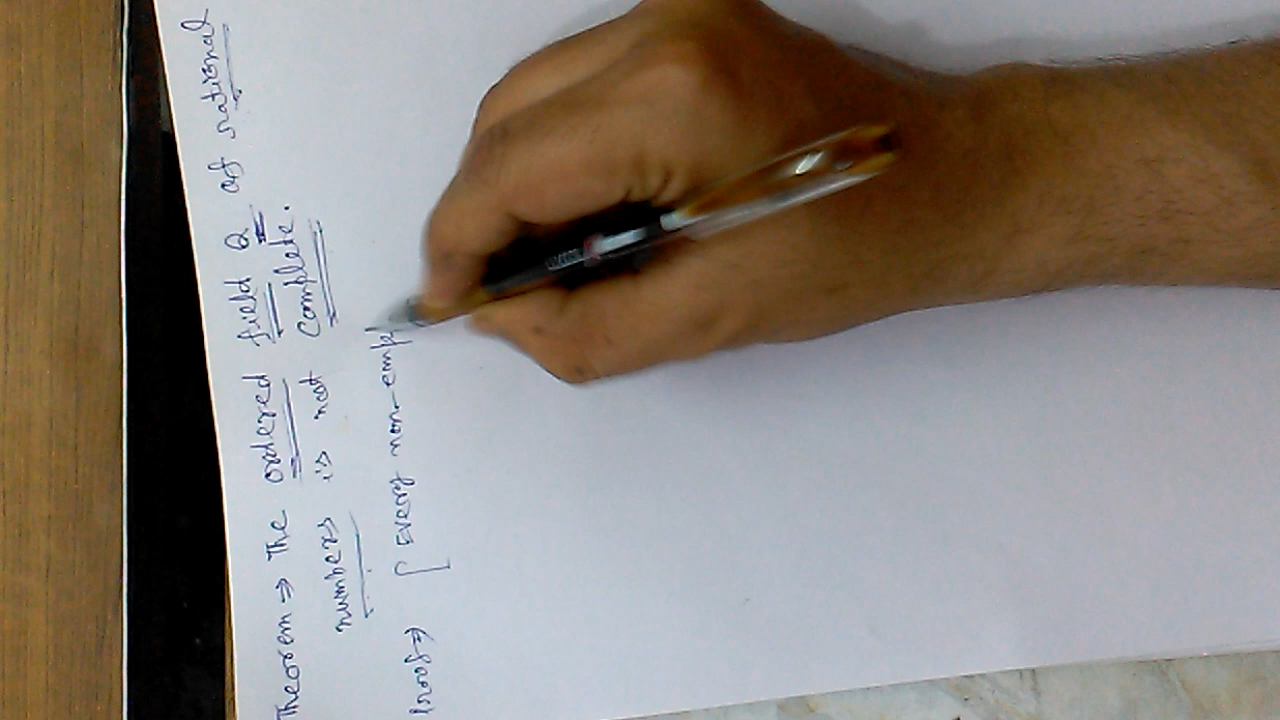 Theorem ⇒ The ordered field Q of rational
numbers is not complete.
Proof ⇒ [ Every non-emp